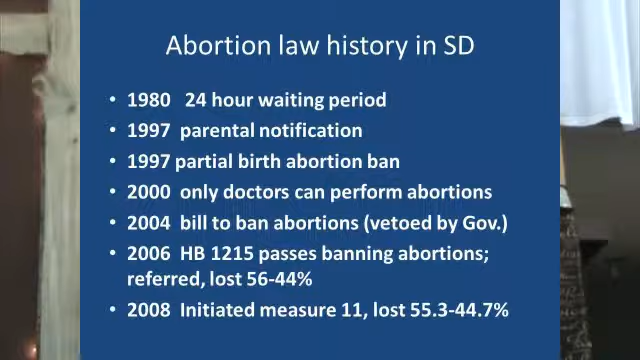 Abortion law history in SD
• 1980 24 hour waiting period
• 1997 parental notification
• 1997 partial birth abortion ban
• 2000 only doctors can perform abortions
• 2004 bill to ban abortions (vetoed by Gov.)
• 2006 HB 1215 passes banning abortions;
referred, lost 56-44%
• 2008 Initiated measure 11, lost 55.3-44.7%